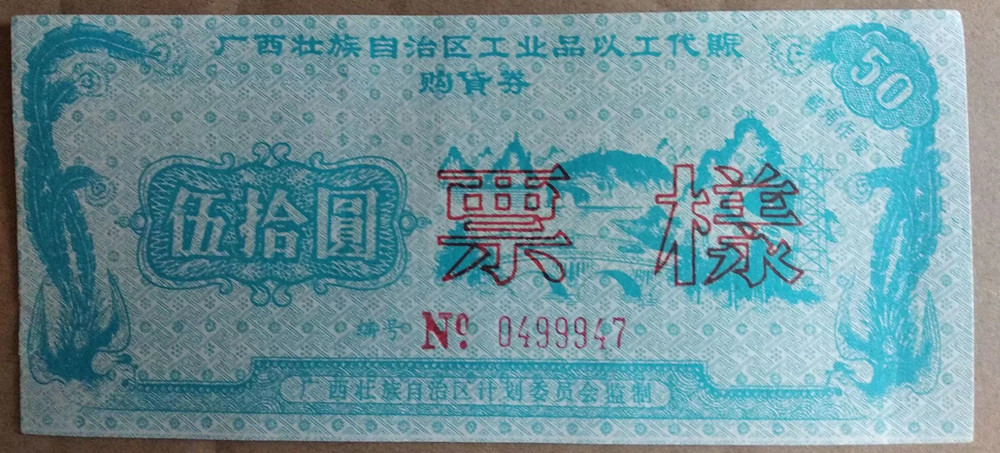 广西壮族自治区工业品以工代赈
购货券
50
伍拾圆
票様
编号 Nº 0499947
广西壮族自治区计划委员会监制